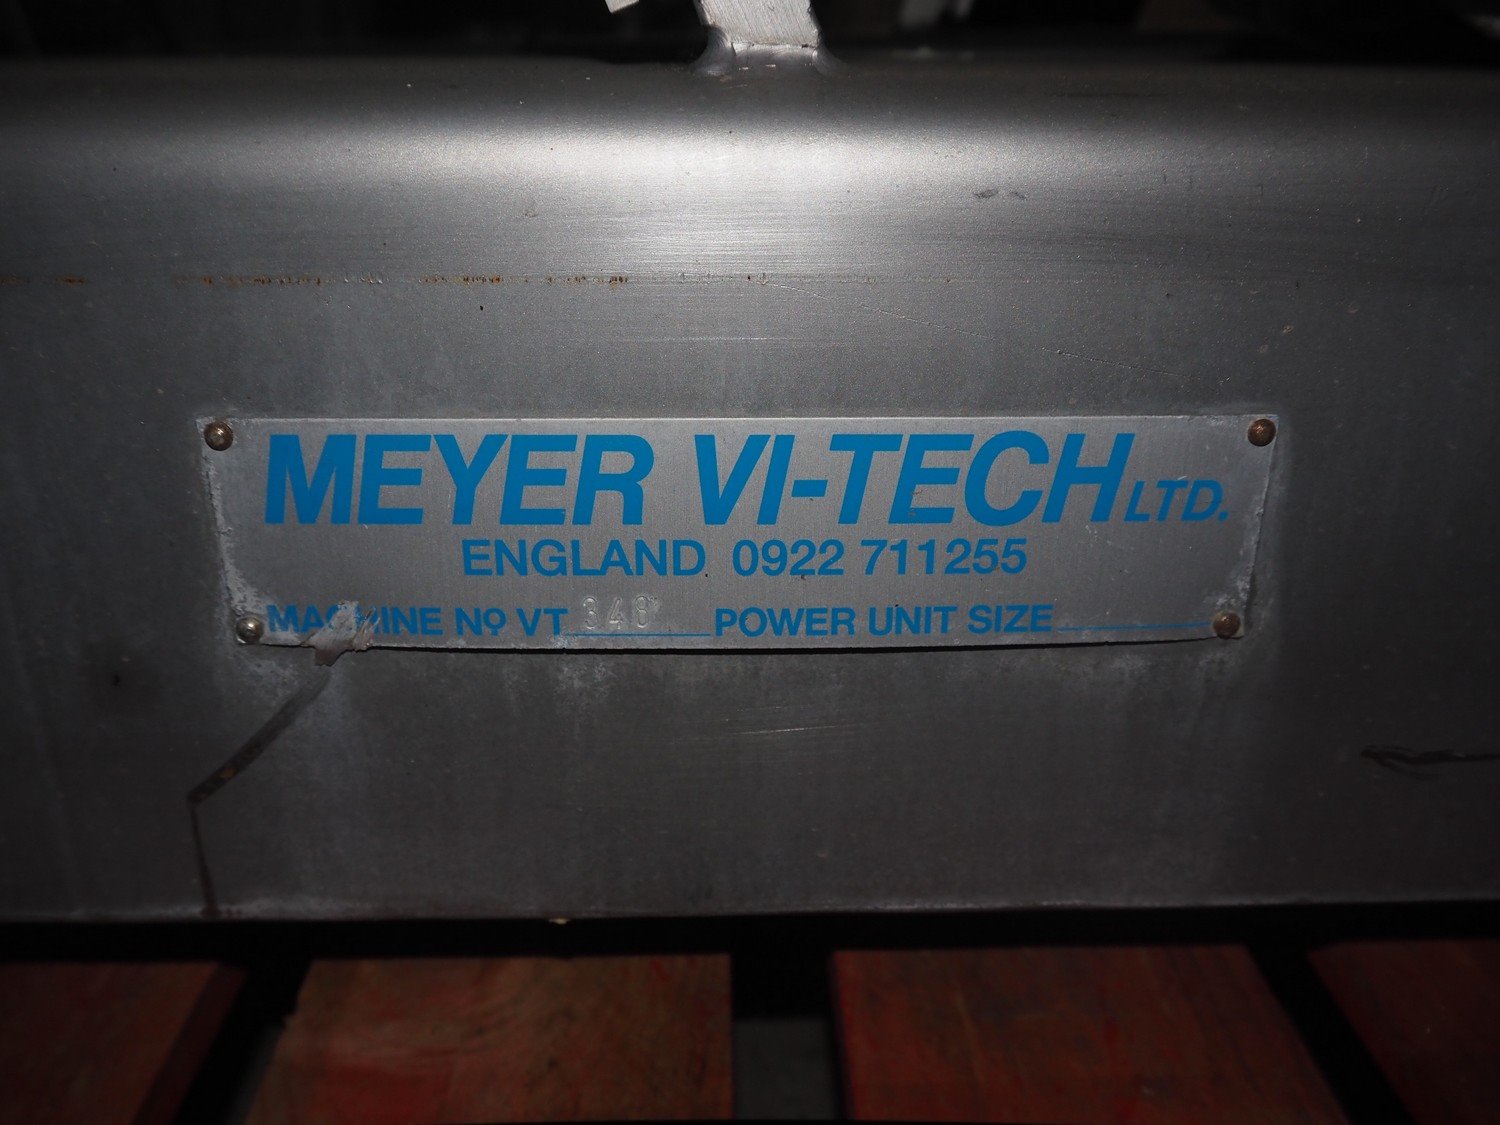 MEYER VI-TECH LTD.
ENGLAND 0922 711255
MACHINE No VT 348 POWER UNIT SIZE